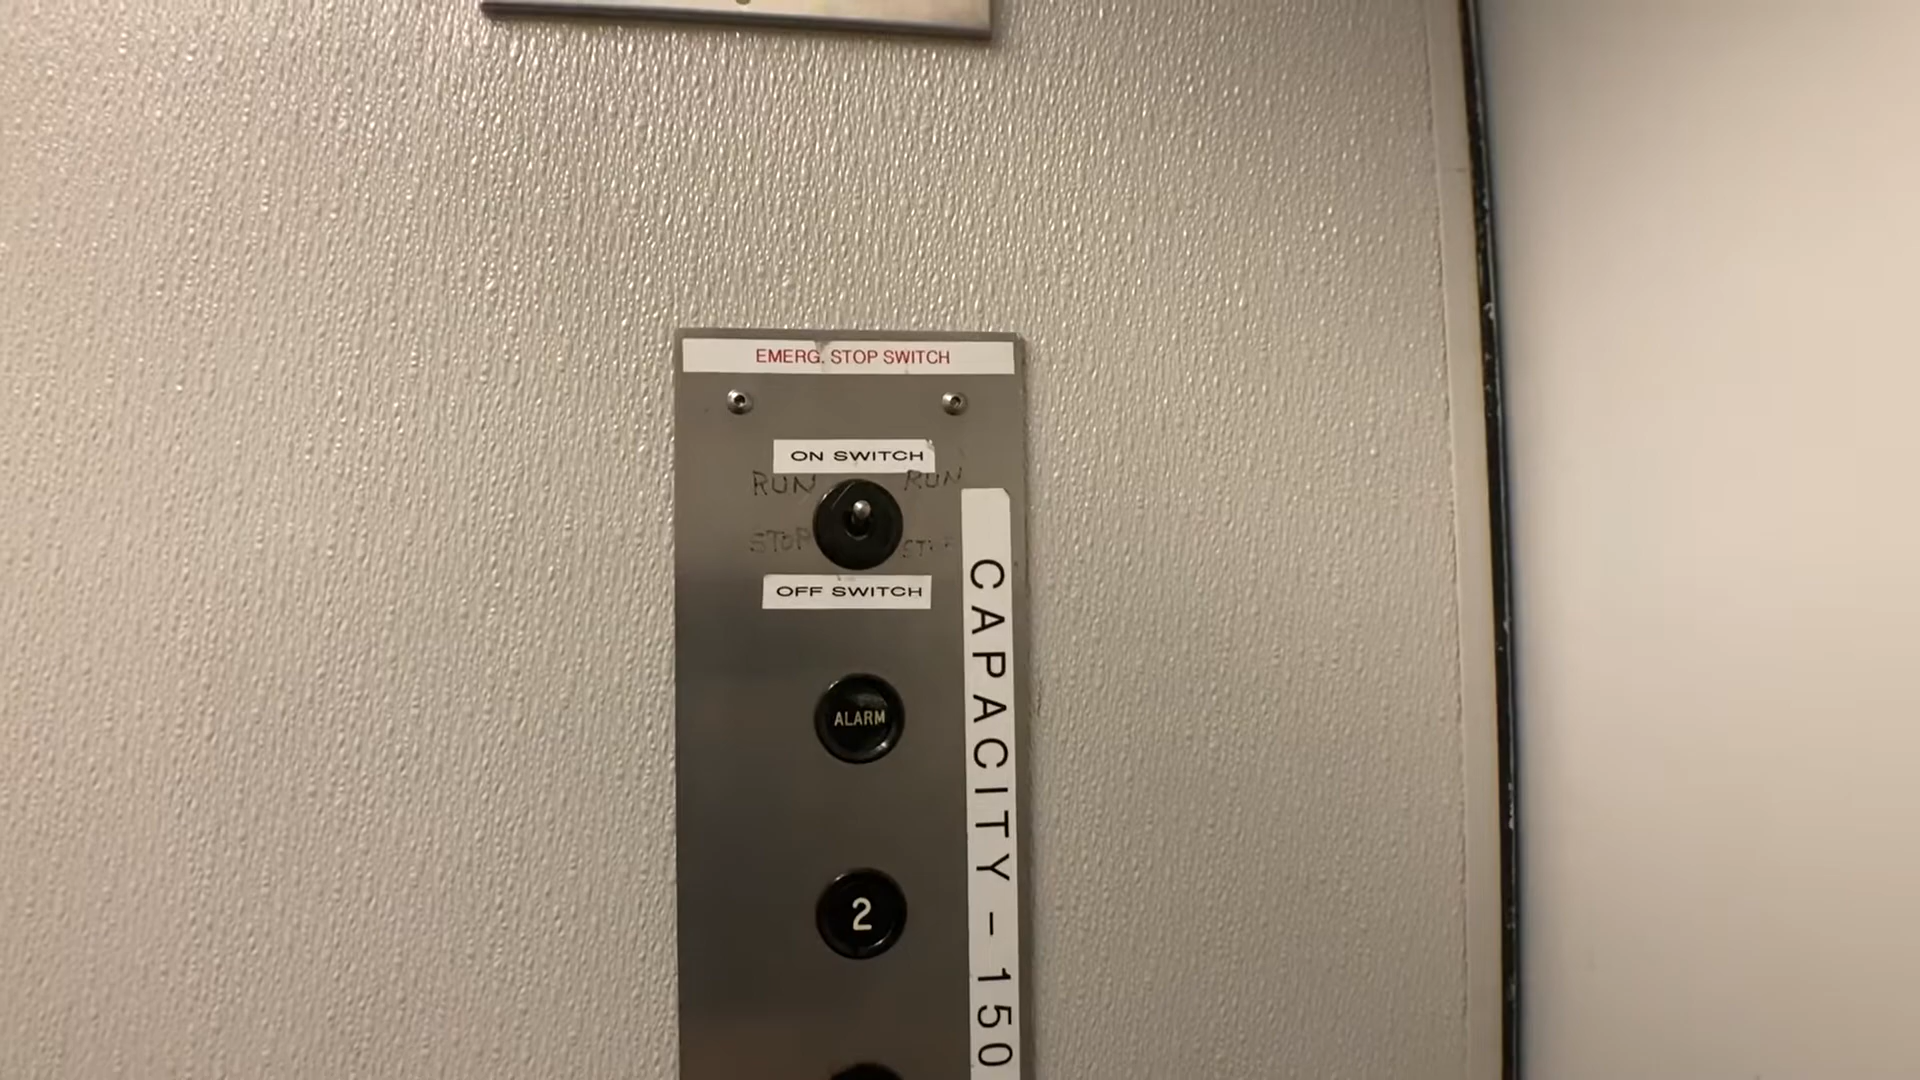 EMERG. STOP SWITCH
ON SWITCH
RUN RUN
STOP
OFF SWITCH
ALARM
2
CAPACITY - 150